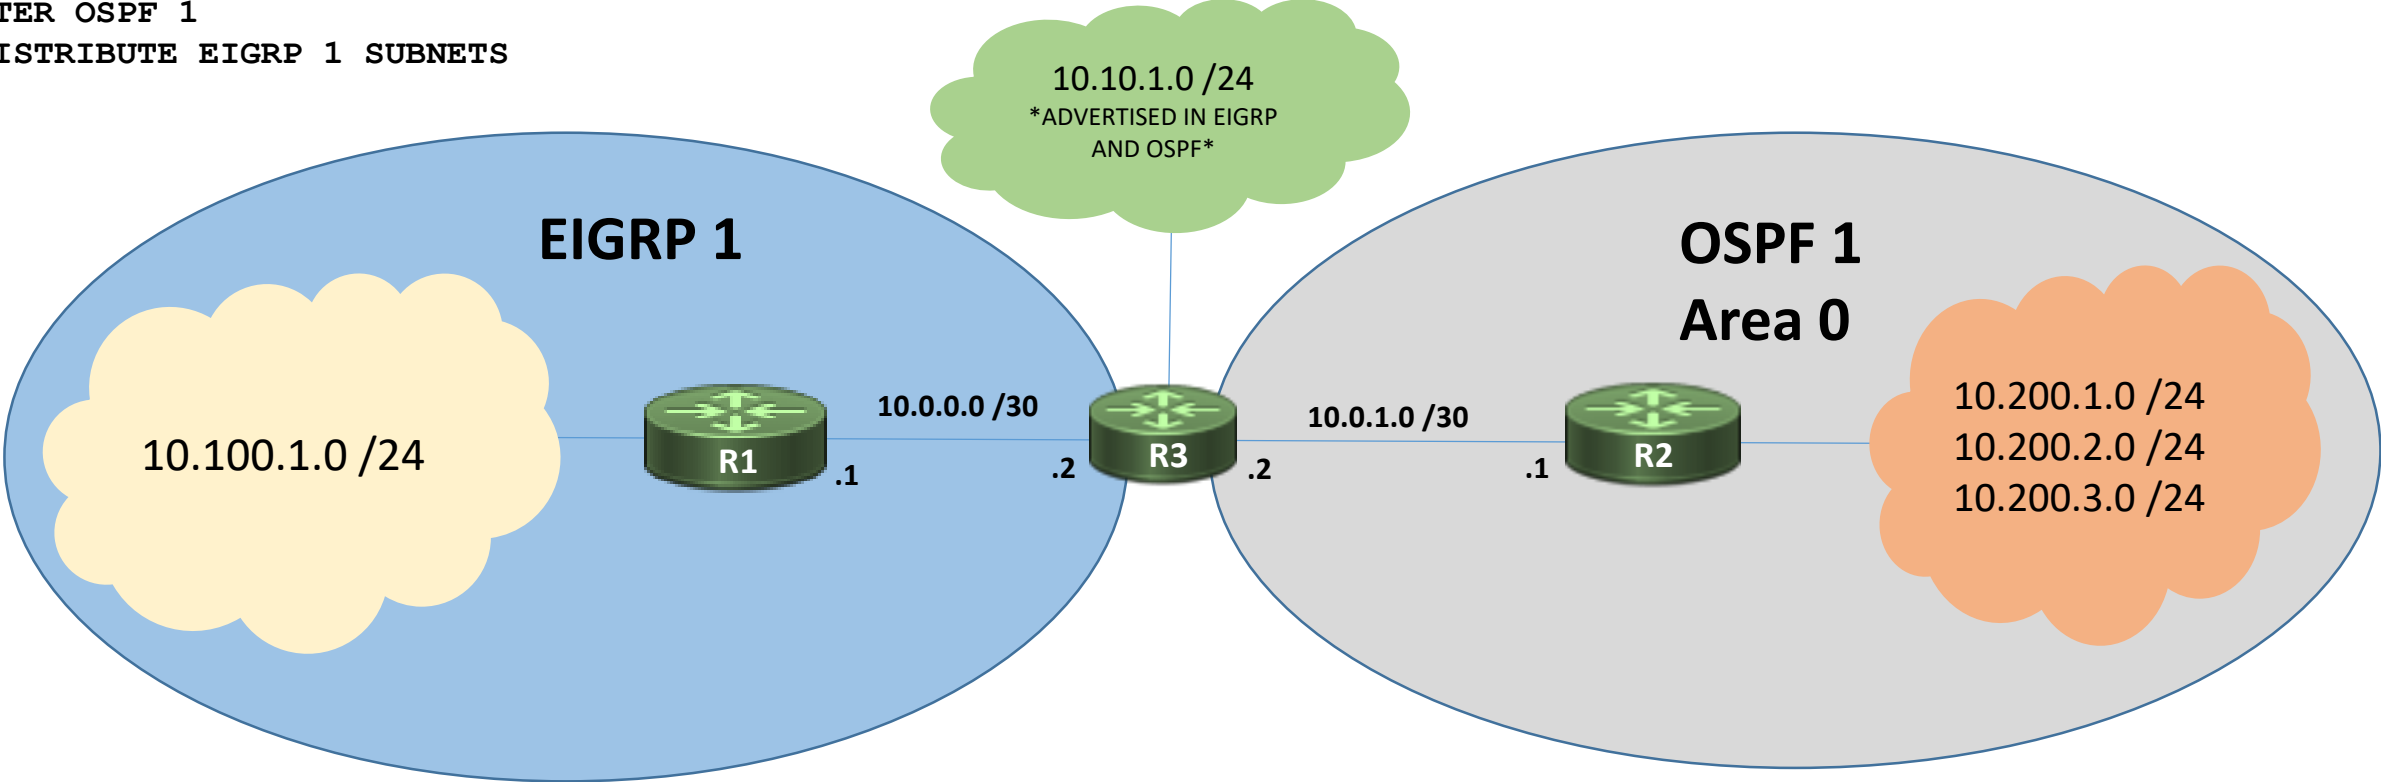 TER OSPF 1
ISTRIBUTE EIGRP 1 SUBNETS
10.10.1.0 /24
*ADVERTISED IN EIGRP
AND OSPF*
EIGRP 1
OSPF 1
Area 0
10.100.1.0 /24
R1
.1
10.0.0.0 /30
.2
R3
.2
10.0.1.0 /30
.1
R2
10.200.1.0 /24
10.200.2.0 /24
10.200.3.0 /24